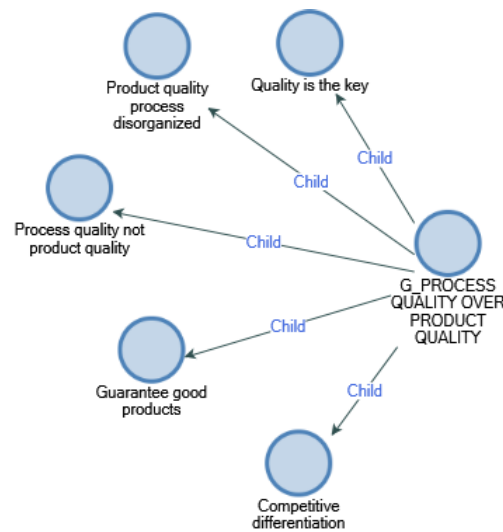 Product quality
process
disorganized
Quality is the key
Child
Child
Process quality not
product quality
Child
G_PROCESS
QUALITY OVER
PRODUCT
QUALITY
Child
Guarantee good
products
Child
Competitive
differentiation